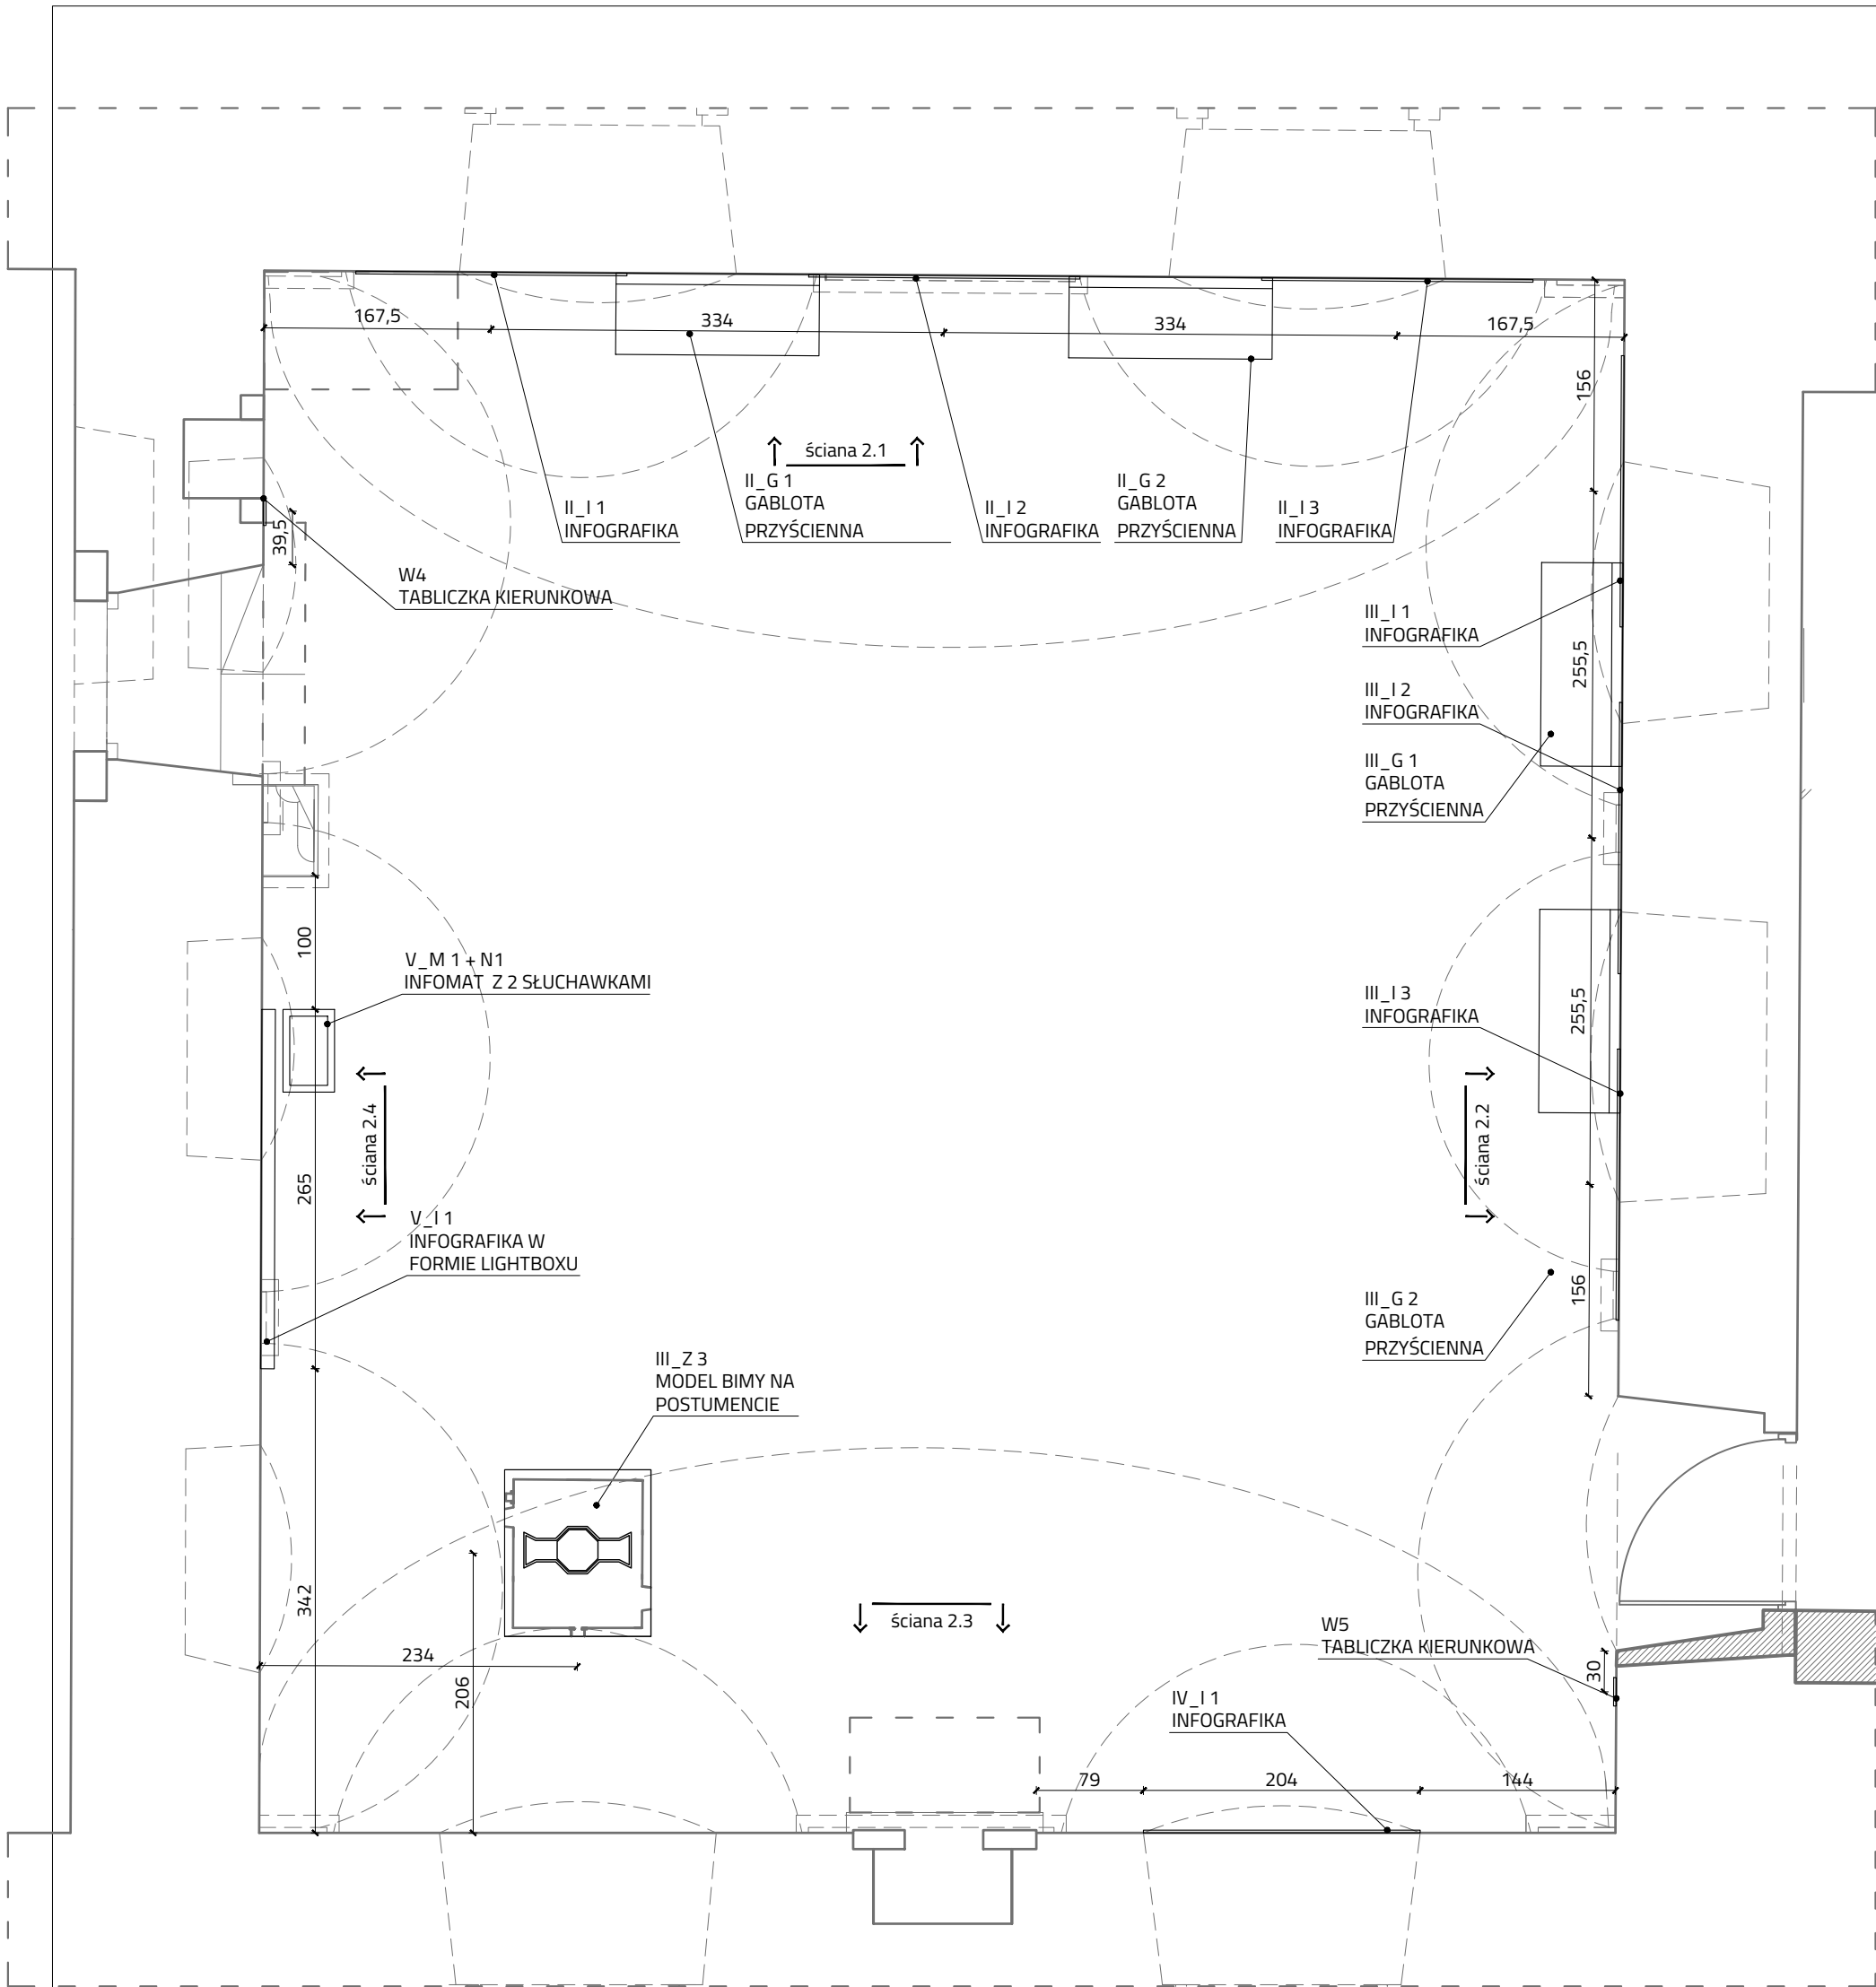 167,5
334
334
167,5
156
ściana 2.1
II_I 1
INFOGRAFIKA
II_G 1
GABLOTA
PRZYŚCIENNA
II_I 2
INFOGRAFIKA
II_G 2
GABLOTA
PRZYŚCIENNA
II_I 3
INFOGRAFIKA
39,5
W4
TABLICZKA KIERUNKOWA
III_I 1
INFOGRAFIKA
255,5
III_I 2
INFOGRAFIKA
III_G 1
GABLOTA
PRZYŚCIENNA
100
V_M 1 + N1
INFOMAT Z 2 SŁUCHAWKAMI
III_I 3
INFOGRAFIKA
255,5
ściana 2.4
ściana 2.2
265
V_I 1
INFOGRAFIKA W
FORMIE LIGHTBOXU
156
III_G 2
GABLOTA
PRZYŚCIENNA
III_Z 3
MODEL BIMY NA
POSTUMENCIE
342
ściana 2.3
W5
TABLICZKA KIERUNKOWA
234
30
206
IV_I 1
INFOGRAFIKA
79
204
144